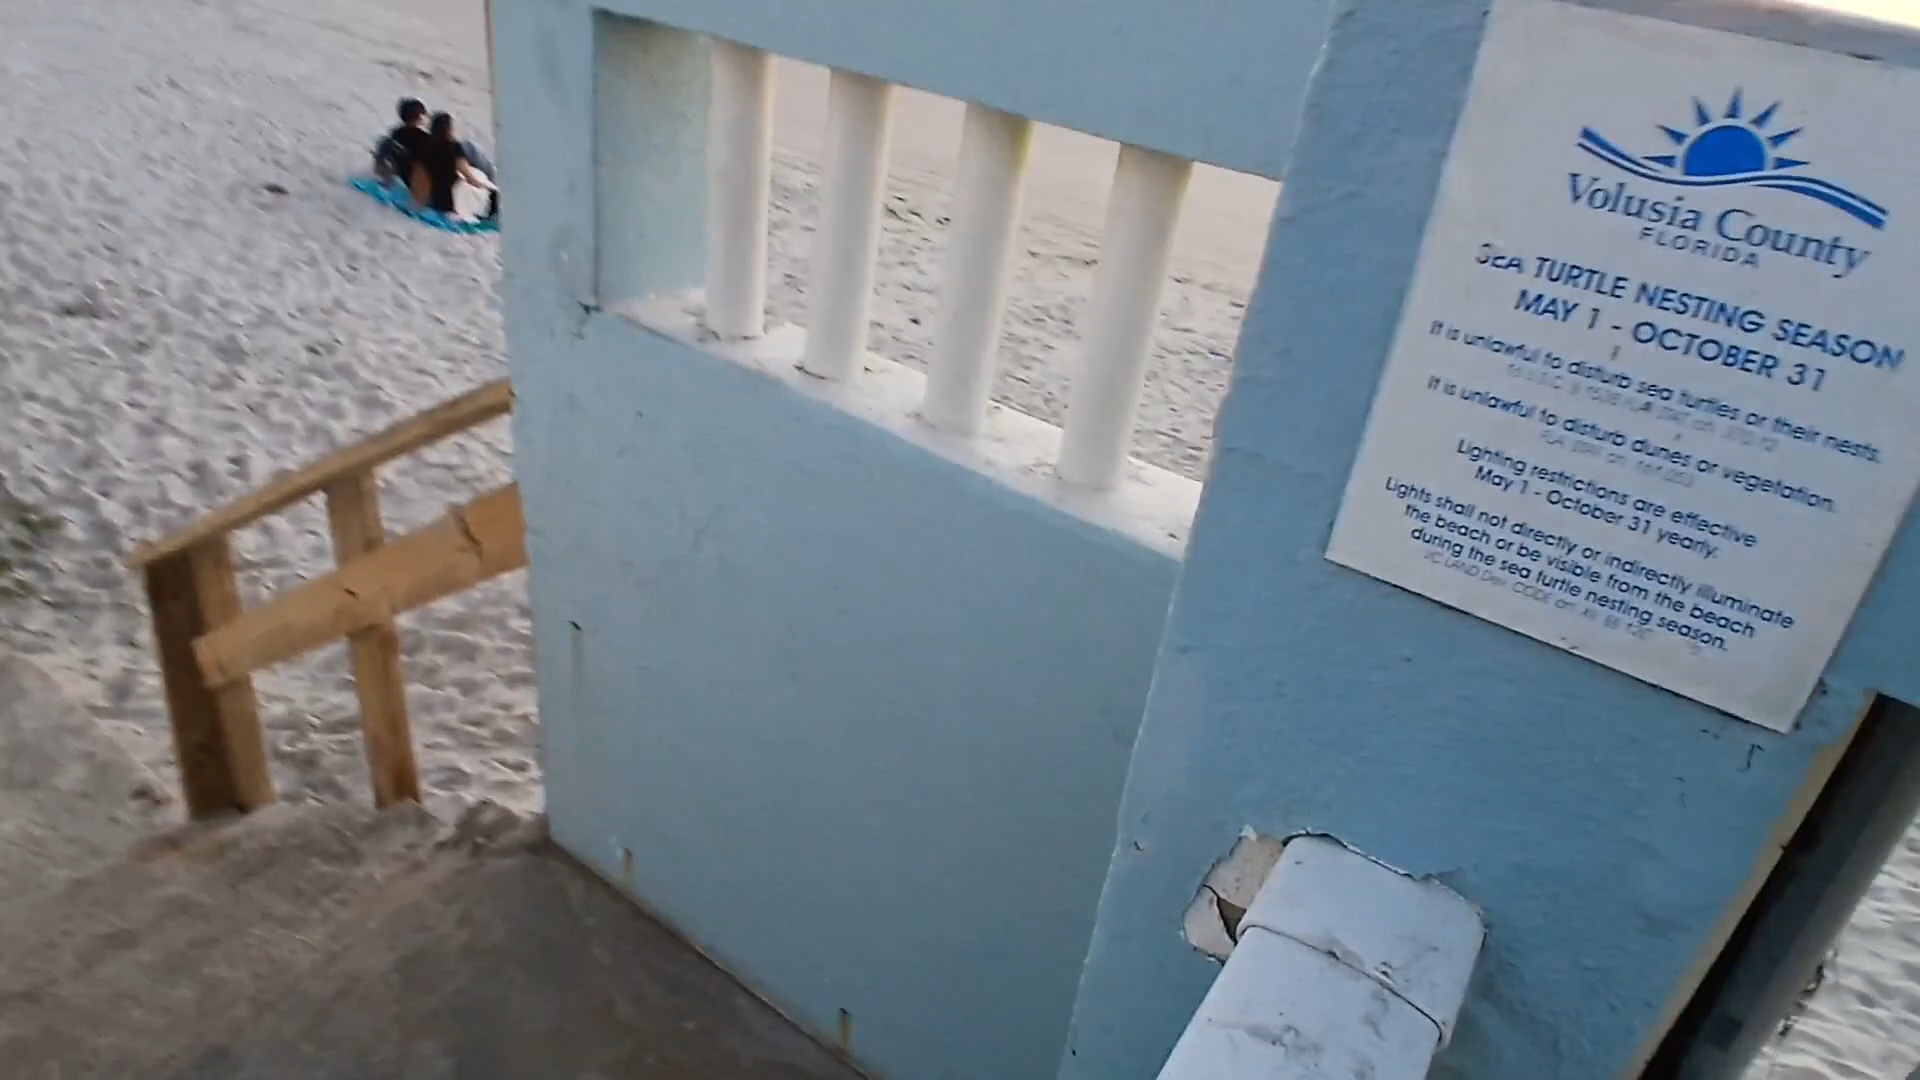 Volusia County
FLORIDA
SEA TURTLE NESTING SEASON
MAY 1 - OCTOBER 31
It is unlawful to disturb sea turtles or their nests.
It is unlawful to disturb dunes or vegetation.
Lighting restrictions are effective
May 1 - October 31 yearly.
Lights shall not directly or indirectly illuminate
the beach or be visible from the beach
during the sea turtle nesting season.